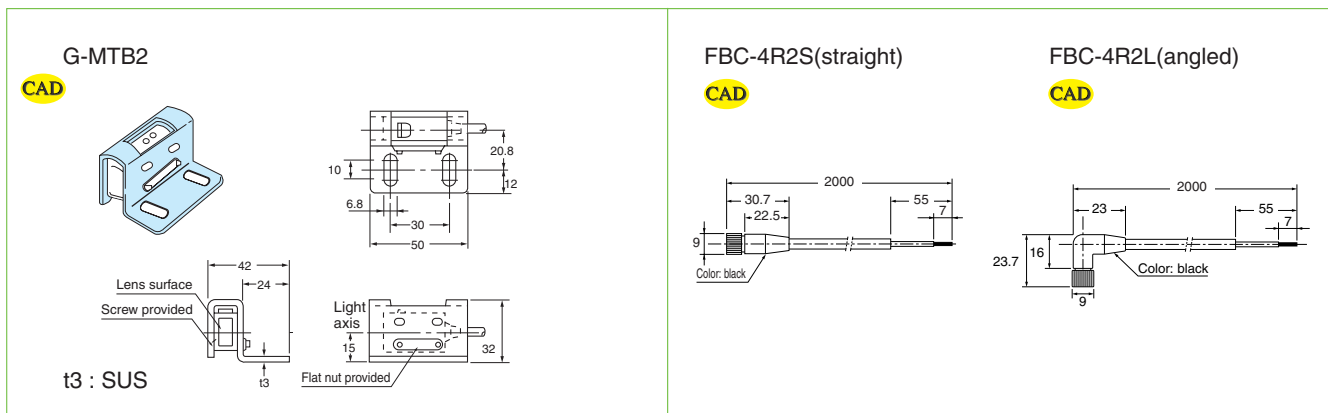 G-MTB2
CAD
20.8
10
12
6.8
30
50
42
24
Lens surface
Screw provided
t3
Light
axis
15
32
Flat nut provided
t3 : SUS
FBC-4R2S(straight)
CAD
2000
30.7
55
22.5
7
9
Color: black
FBC-4R2L(angled)
CAD
2000
23
55
7
23.7
16
Color: black
9